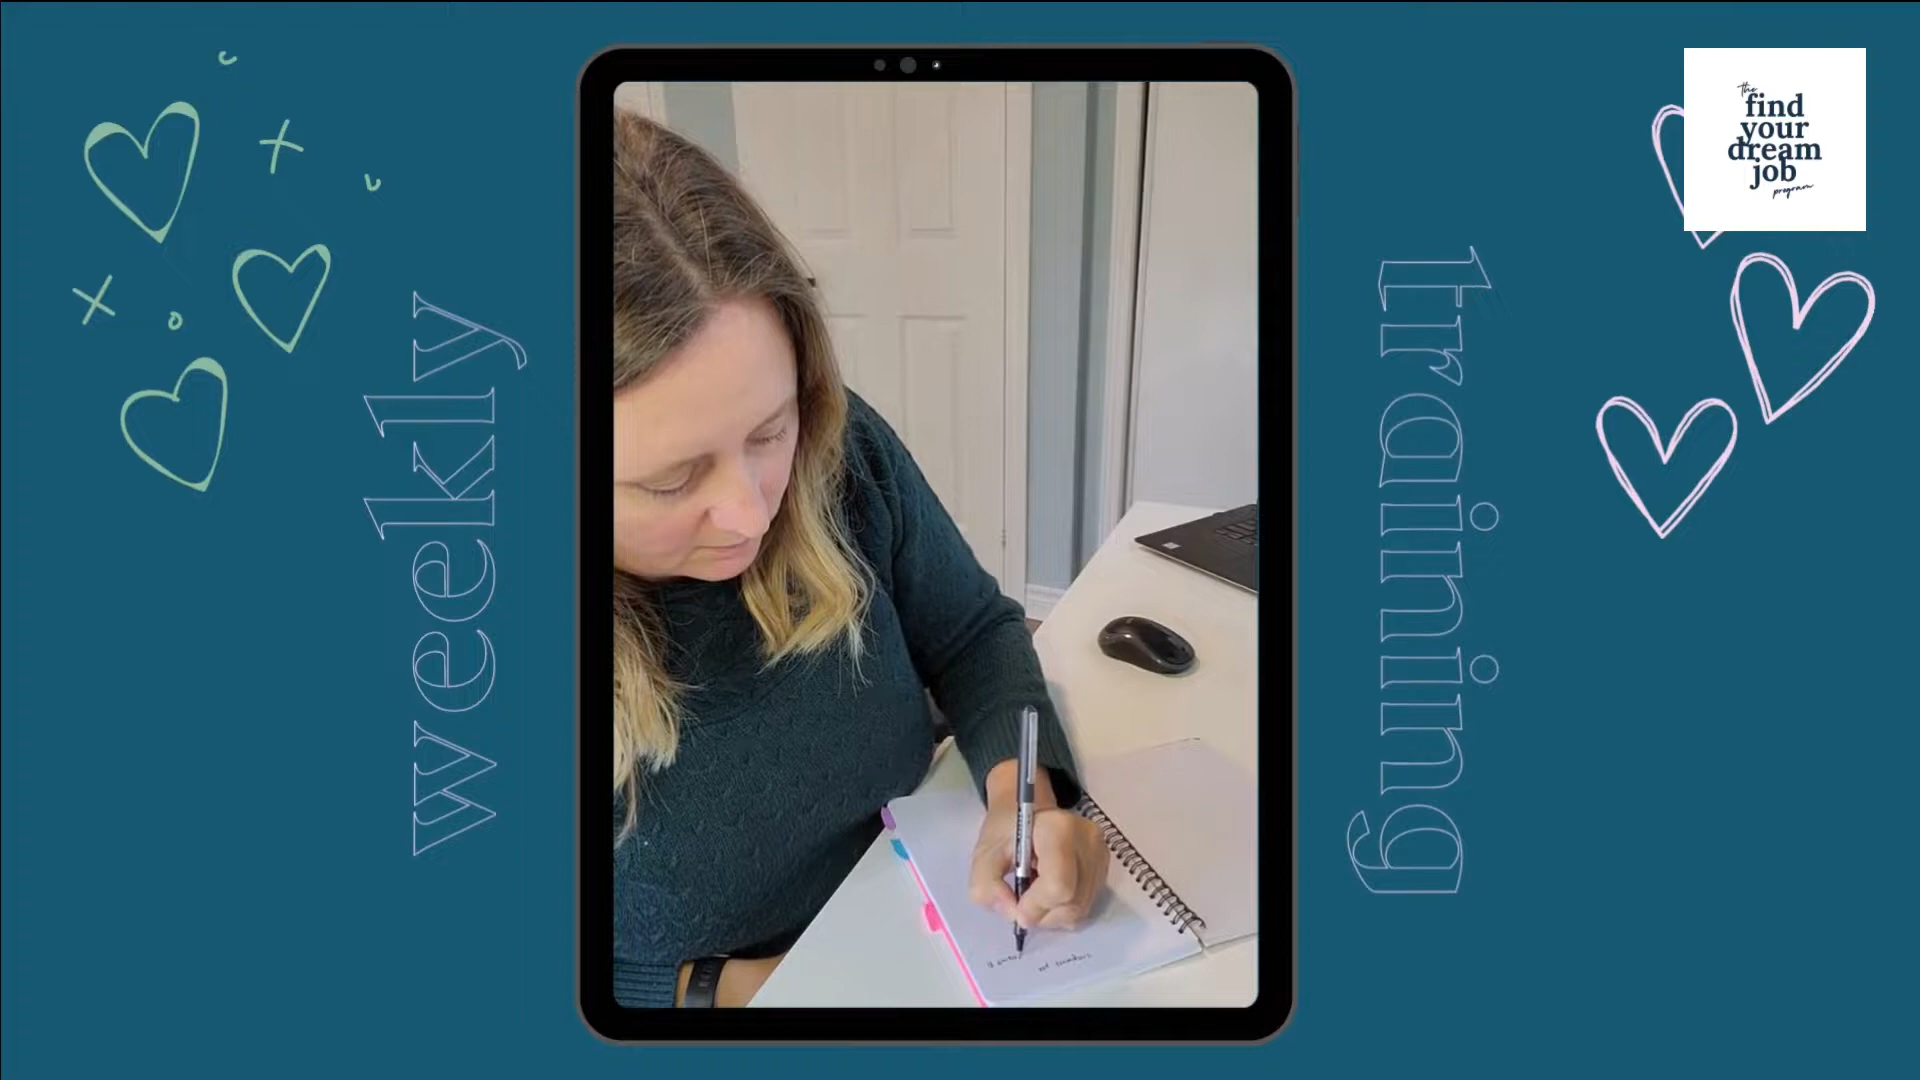 weekly
training
the
find
your
dream
job
program